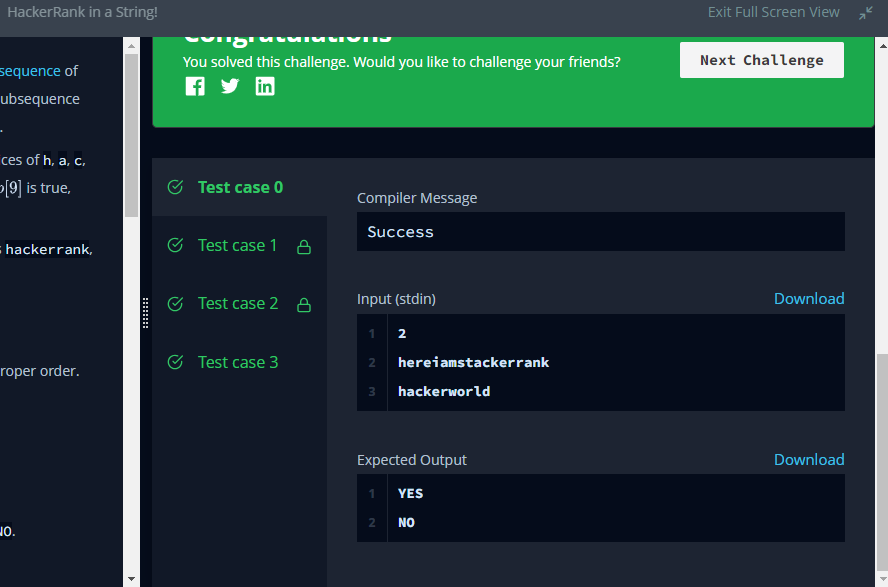 HackerRank in a String!
Exit Full Screen View
sequence of
ubsequence
.
ces of h, a, c,
[9] is true,
hackerrank,
roper order.
NO.
Congratulations
You solved this challenge. Would you like to challenge your friends?
Next Challenge
Test case 0
Test case 1
Test case 2
Test case 3
Compiler Message
Success
Input (stdin)
Download
1 2
2 hereiamstackerrank
3 hackerworld
Expected Output
Download
1 YES
2 NO